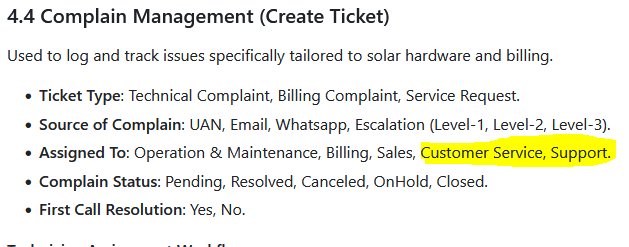 4.4 Complain Management (Create Ticket)
Used to log and track issues specifically tailored to solar hardware and billing.
• Ticket Type: Technical Complaint, Billing Complaint, Service Request.
• Source of Complain: UAN, Email, Whatsapp, Escalation (Level-1, Level-2, Level-3).
• Assigned To: Operation & Maintenance, Billing, Sales, Customer Service, Support.
• Complain Status: Pending, Resolved, Canceled, OnHold, Closed.
• First Call Resolution: Yes, No.